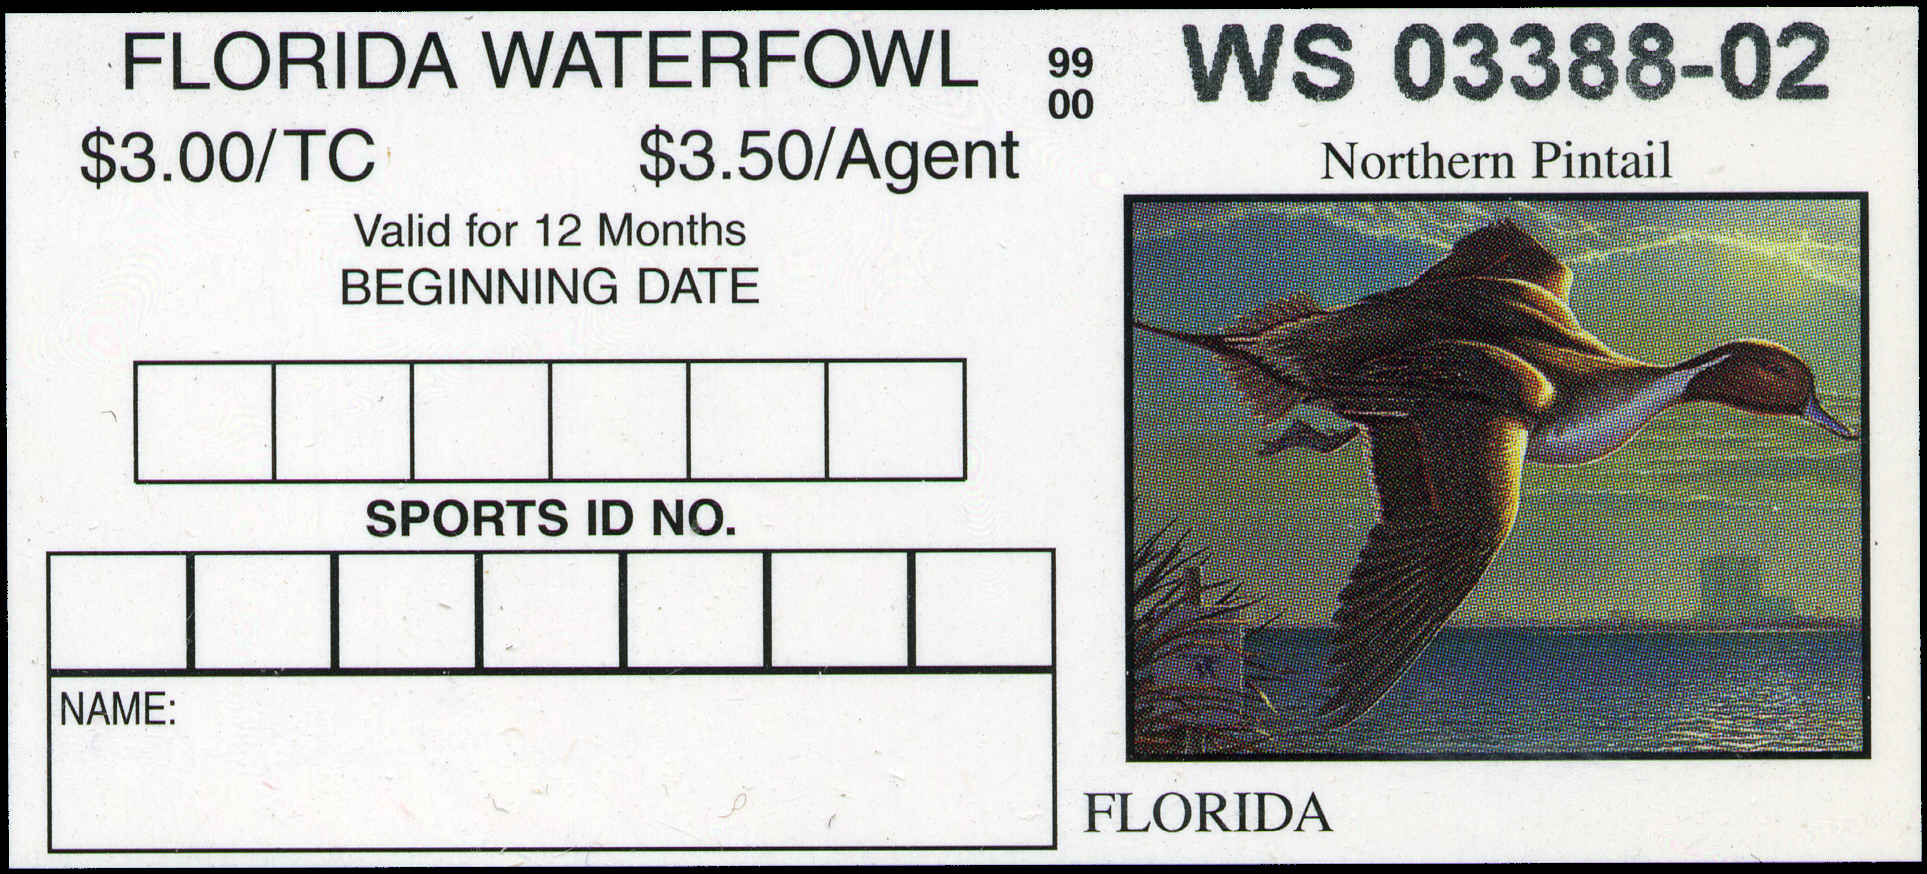 FLORIDA WATERFOWL
99
00
$3.00/TC $3.50/Agent
Valid for 12 Months
BEGINNING DATE
SPORTS ID NO.
NAME:
WS 03388-02
Northern Pintail
FLORIDA